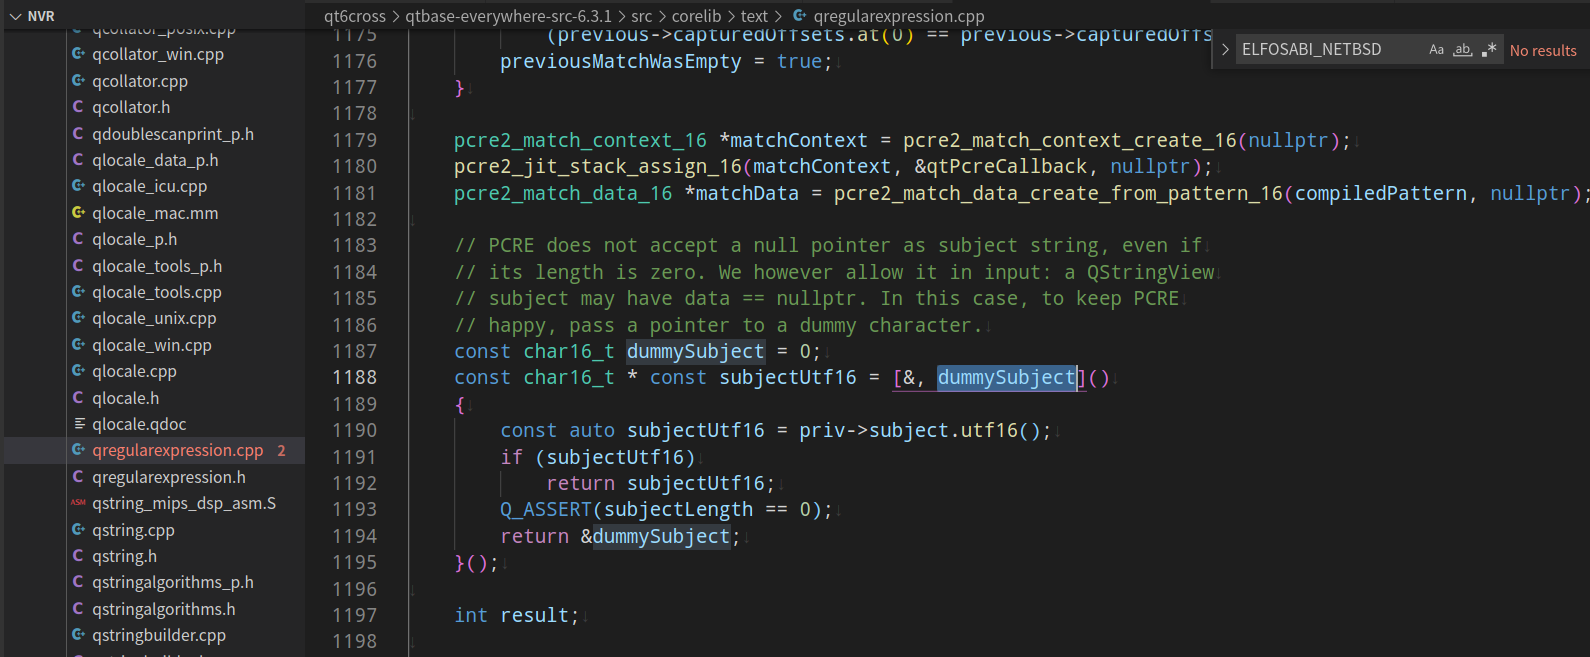 NVR
qt6cross > qtbase-everywhere-src-6.3.1 > src > corelib > text > qregularexpression.cpp
ELFOSABI_NETBSD Aa ab .* No results
qcollator_posix.cpp
qcollator_win.cpp
qcollator.cpp
qcollator.h
qdoublescanprint_p.h
qlocale_data_p.h
qlocale_icu.cpp
qlocale_mac.mm
qlocale_p.h
qlocale_tools_p.h
qlocale_tools.cpp
qlocale_unix.cpp
qlocale_win.cpp
qlocale.cpp
qlocale.h
qlocale.qdoc
qregularexpression.cpp 2
qregularexpression.h
ASM qstring_mips_dsp_asm.S
qstring.cpp
qstring.h
qstringalgorithms_p.h
qstringalgorithms.h
qstringbuilder.cpp
1175 (previous->capturedOffsets.at(0) == previous->capturedOffs
1176 previousMatchWasEmpty = true;
1177 }
1178
1179 pcre2_match_context_16 *matchContext = pcre2_match_context_create_16(nullptr);
1180 pcre2_jit_stack_assign_16(matchContext, &qtPcreCallback, nullptr);
1181 pcre2_match_data_16 *matchData = pcre2_match_data_create_from_pattern_16(compiledPattern, nullptr);
1182
1183 // PCRE does not accept a null pointer as subject string, even if
1184 // its length is zero. We however allow it in input: a QStringView
1185 // subject may have data == nullptr. In this case, to keep PCRE
1186 // happy, pass a pointer to a dummy character.
1187 const char16_t dummySubject = 0;
1188 const char16_t * const subjectUtf16 = [&, dummySubject]()
1189 {
1190 const auto subjectUtf16 = priv->subject.utf16();
1191 if (subjectUtf16)
1192 return subjectUtf16;
1193 Q_ASSERT(subjectLength == 0);
1194 return &dummySubject;
1195 }();
1196
1197 int result;
1198